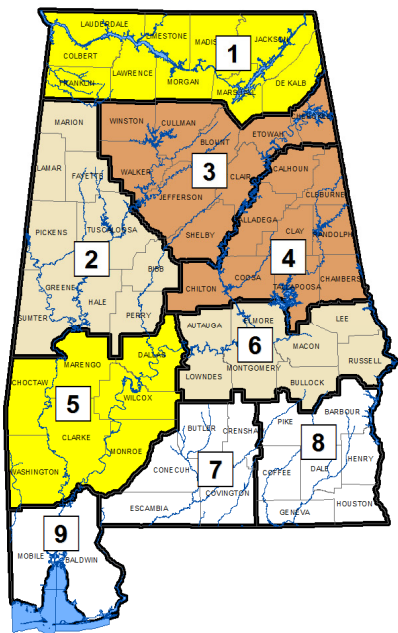 LAUDERDALE
LIMESTONE
MADIS
JACKSON
1
COLBERT
LAWRENCE
FRANKLIN
MORGAN
MARSHALL
DE KALB
MARION
WINSTON
CULLMAN
CHEROKEE
ETOWAH
BLOUNT
LAMAR
FAYETTE
WALKER
3
CLAIR
CALHOUN
CLEBURNE
JEFFERSON
TALLADEGA
PICKENS
TUSCALOOSA
SHELBY
CLAY
RANDOLPH
2
4
BIBB
COOSA
CHAMBERS
GREENE
HALE
CHILTON
TALLAPOOSA
SUMTER
PERRY
AUTAUGA
ELMORE
LEE
6
MACON
DALLAS
MARENGO
RUSSELL
CHOCTAW
LOWNDES
MONTGOMERY
5
WILCOX
BULLOCK
BARBOUR
CLARKE
BUTLER
CRENSHA
PIKE
8
MONROE
HENRY
WASHINGTON
CONECUH
7
COFFEE
DALE
COVINGTON
ESCAMBIA
GENEVA
HOUSTON
9
MOBILE
BALDWIN